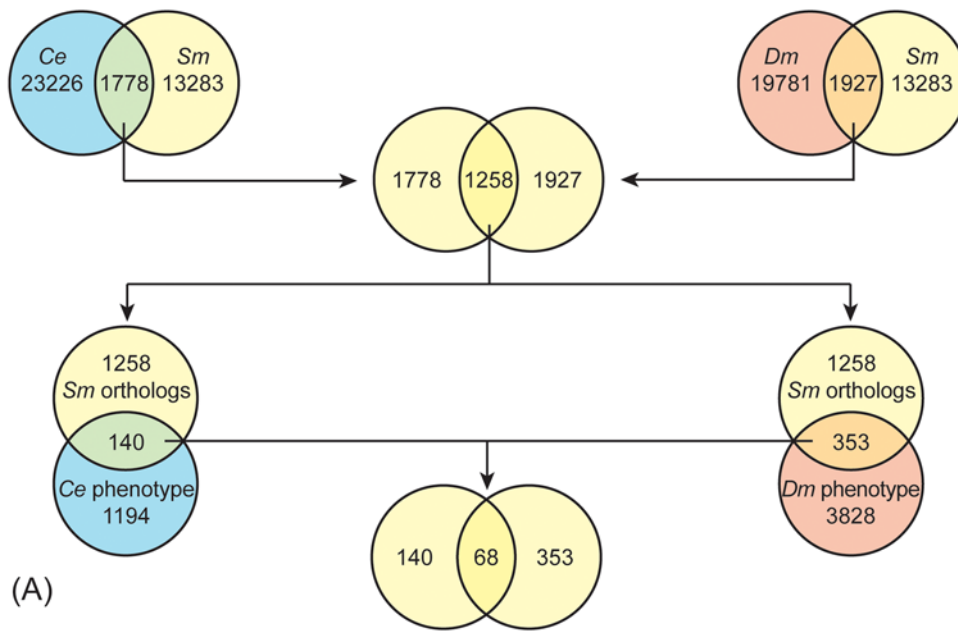 Ce
23226
1778
Sm
13283
Dm
19781
1927
Sm
13283
1778
1258
1927
1258
Sm orthologs
140
Ce phenotype
1194
1258
Sm orthologs
353
Dm phenotype
3828
140
68
353
(A)